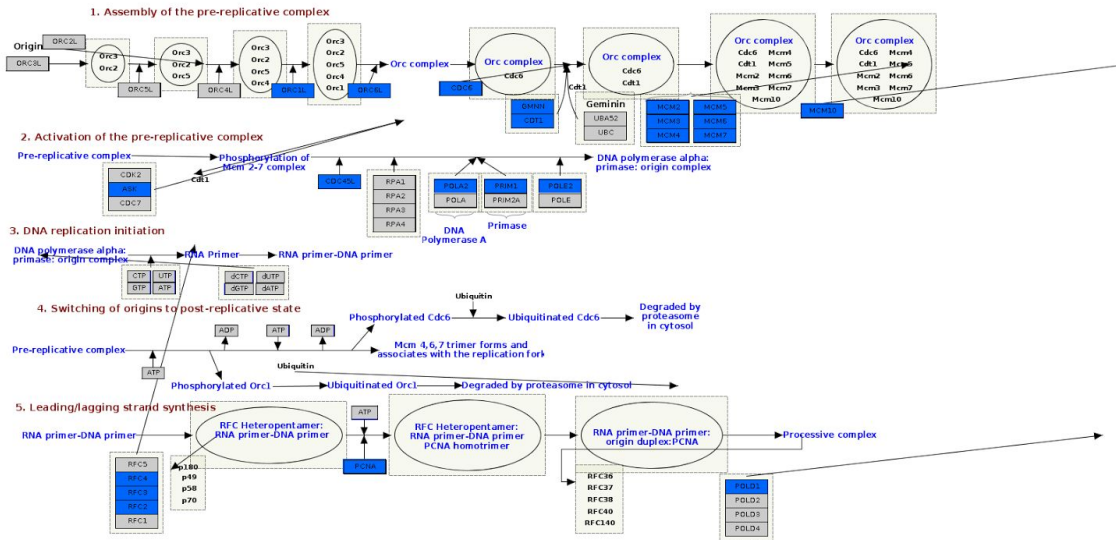 1. Assembly of the pre-replicative complex
Origin
ORC2L
ORC3L
Orc3
Orc2
ORC5L
Orc3
Orc2
Orc5
ORC4L
Orc3
Orc2
Orc5
Orc4
ORC1L
Orc3
Orc2
Orc5
Orc4
Orc1
ORC6L
Orc complex
CDC6
Orc complex
Cdc6
GMNN
CDT1
Cdt1
Orc complex
Cdc6
Cdt1
Geminin
UBA52
UBC
MCM2
MCM5
MCM3
MCM6
MCM4
MCM7
Orc complex
Cdc6 Mcm4
Cdt1 Mcm5
Mcm2 Mcm6
Mcm3 Mcm7
Mcm10
MCM10
Orc complex
Cdc6 Mcm4
Cdt1 Mcm5
Mcm2 Mcm6
Mcm3 Mcm7
Mcm10
2. Activation of the pre-replicative complex
Pre-replicative complex
Phosphorylation of
Mcm 2-7 complex
Cdt1
CDK2
ASK
CDC7
CDC45L
RPA1
RPA2
RPA3
RPA4
POLA2
POLA
DNA
Polymerase A
PRIM1
PRIM2A
Primase
POLE2
POLE
DNA polymerase alpha:
primase: origin complex
3. DNA replication initiation
DNA polymerase alpha:
primase: origin complex
RNA Primer
RNA primer-DNA primer
CTP UTP
GTP ATP
dCTP dUTP
dGTP dATP
4. Switching of origins to post-replicative state
Ubiquitin
Phosphorylated Cdc6
Ubiquitinated Cdc6
Degraded by
proteasome
in cytosol
ADP
ATP
ADP
Pre-replicative complex
Mcm 4,6,7 trimer forms and
associates with the replication fork
ATP
Ubiquitin
Phosphorylated Orc1
Ubiquitinated Orc1
Degraded by proteasome in cytosol
5. Leading/lagging strand synthesis
RNA primer-DNA primer
RFC Heteropentamer:
RNA primer-DNA primer
ATP
PCNA
RFC Heteropentamer:
RNA primer-DNA primer
PCNA homotrimer
RNA primer-DNA primer:
origin duplex:PCNA
Processive complex
RFC5
RFC4
RFC3
RFC2
RFC1
p180
p49
p58
p70
RFC36
RFC37
RFC38
RFC40
RFC140
POLD1
POLD2
POLD3
POLD4